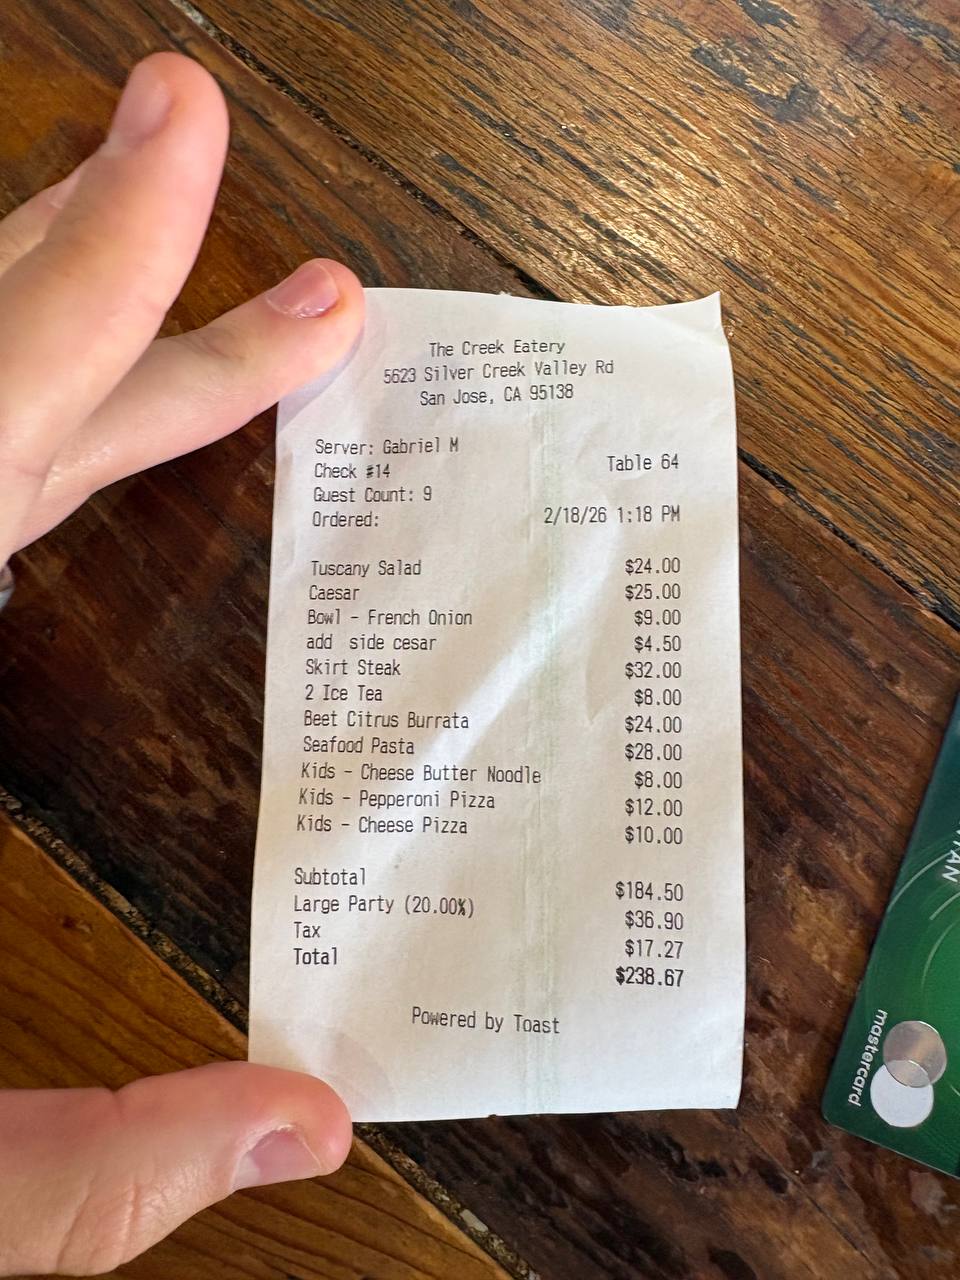 The Creek Eatery
5623 Silver Creek Valley Rd
San Jose, CA 95138
Server: Gabriel M
Check #14 Table 64
Guest Count: 9
Ordered: 2/18/26 1:18 PM
Tuscany Salad $24.00
Caesar $25.00
Bowl - French Onion $9.00
add side cesar $4.50
Skirt Steak $32.00
2 Ice Tea $8.00
Beet Citrus Burrata $24.00
Seafood Pasta $28.00
Kids - Cheese Butter Noodle $8.00
Kids - Pepperoni Pizza $12.00
Kids - Cheese Pizza $10.00
Subtotal $184.50
Large Party (20.00%) $36.90
Tax $17.27
Total $238.67
Powered by Toast
mastercard